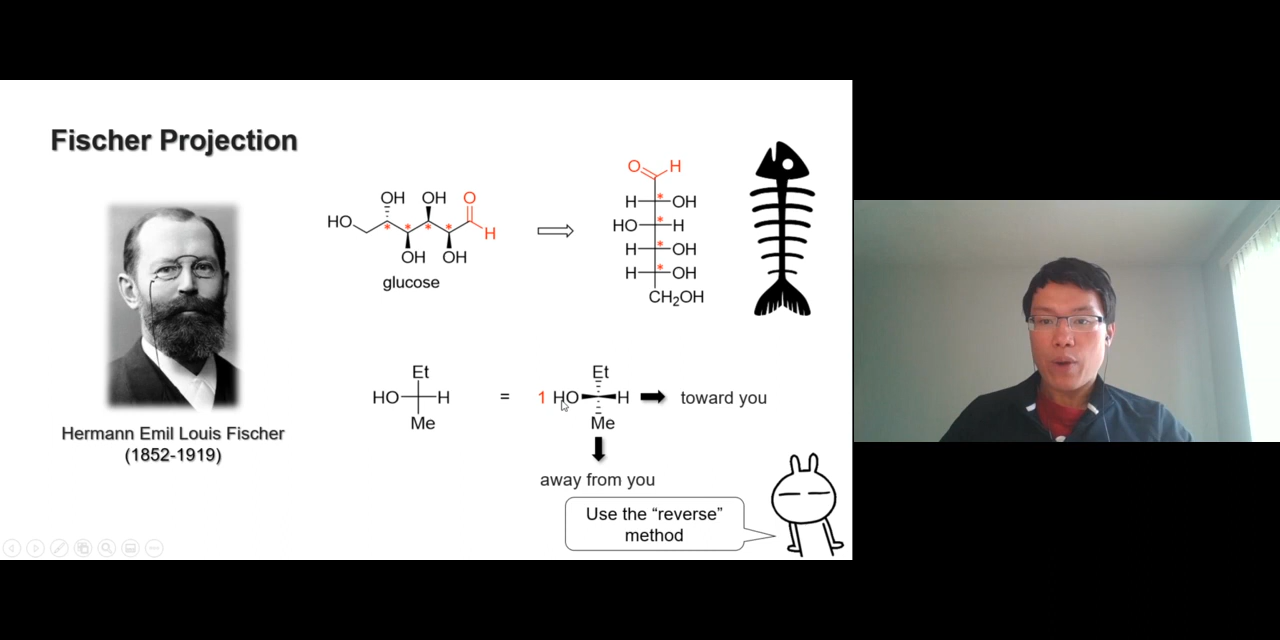 Fischer Projection
OH OH O
HO * * * * H
OH OH
glucose
O H
H * OH
HO * H
H * OH
H * OH
CH₂OH
Et
HO H
Me
=
Et
1 HO H
Me
toward you
away from you
Hermann Emil Louis Fischer
(1852-1919)
Use the “reverse”
method